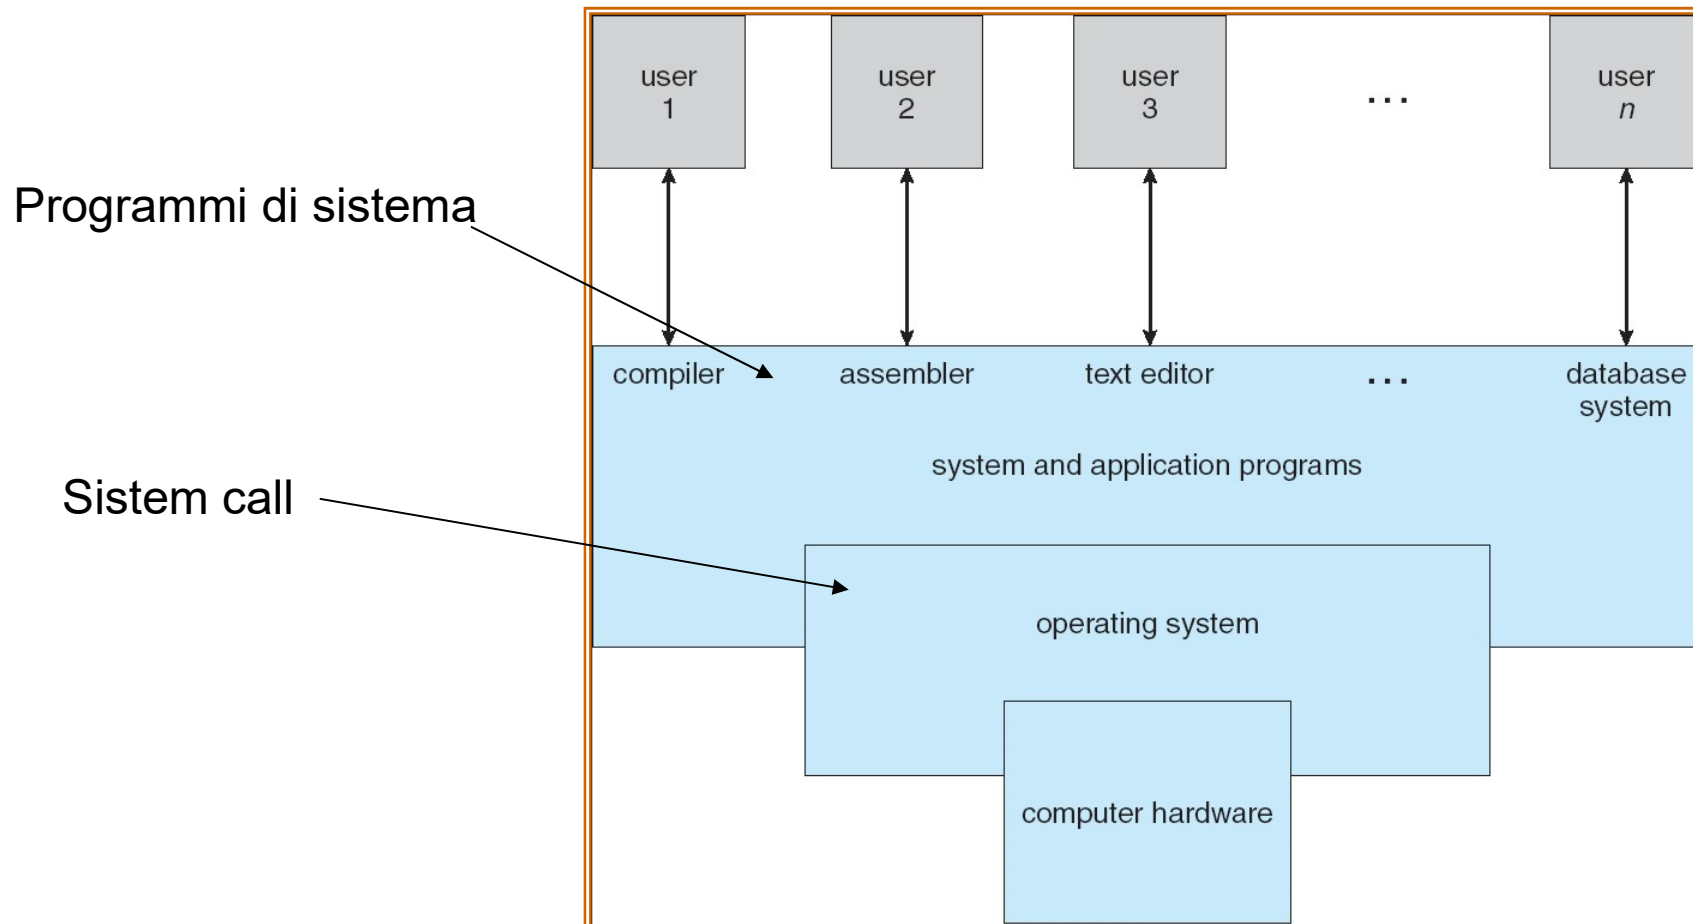 user
1
user
2
user
3
...
user
n
Programmi di sistema
compiler
assembler
text editor
...
database
system
system and application programs
Sistem call
operating system
computer hardware